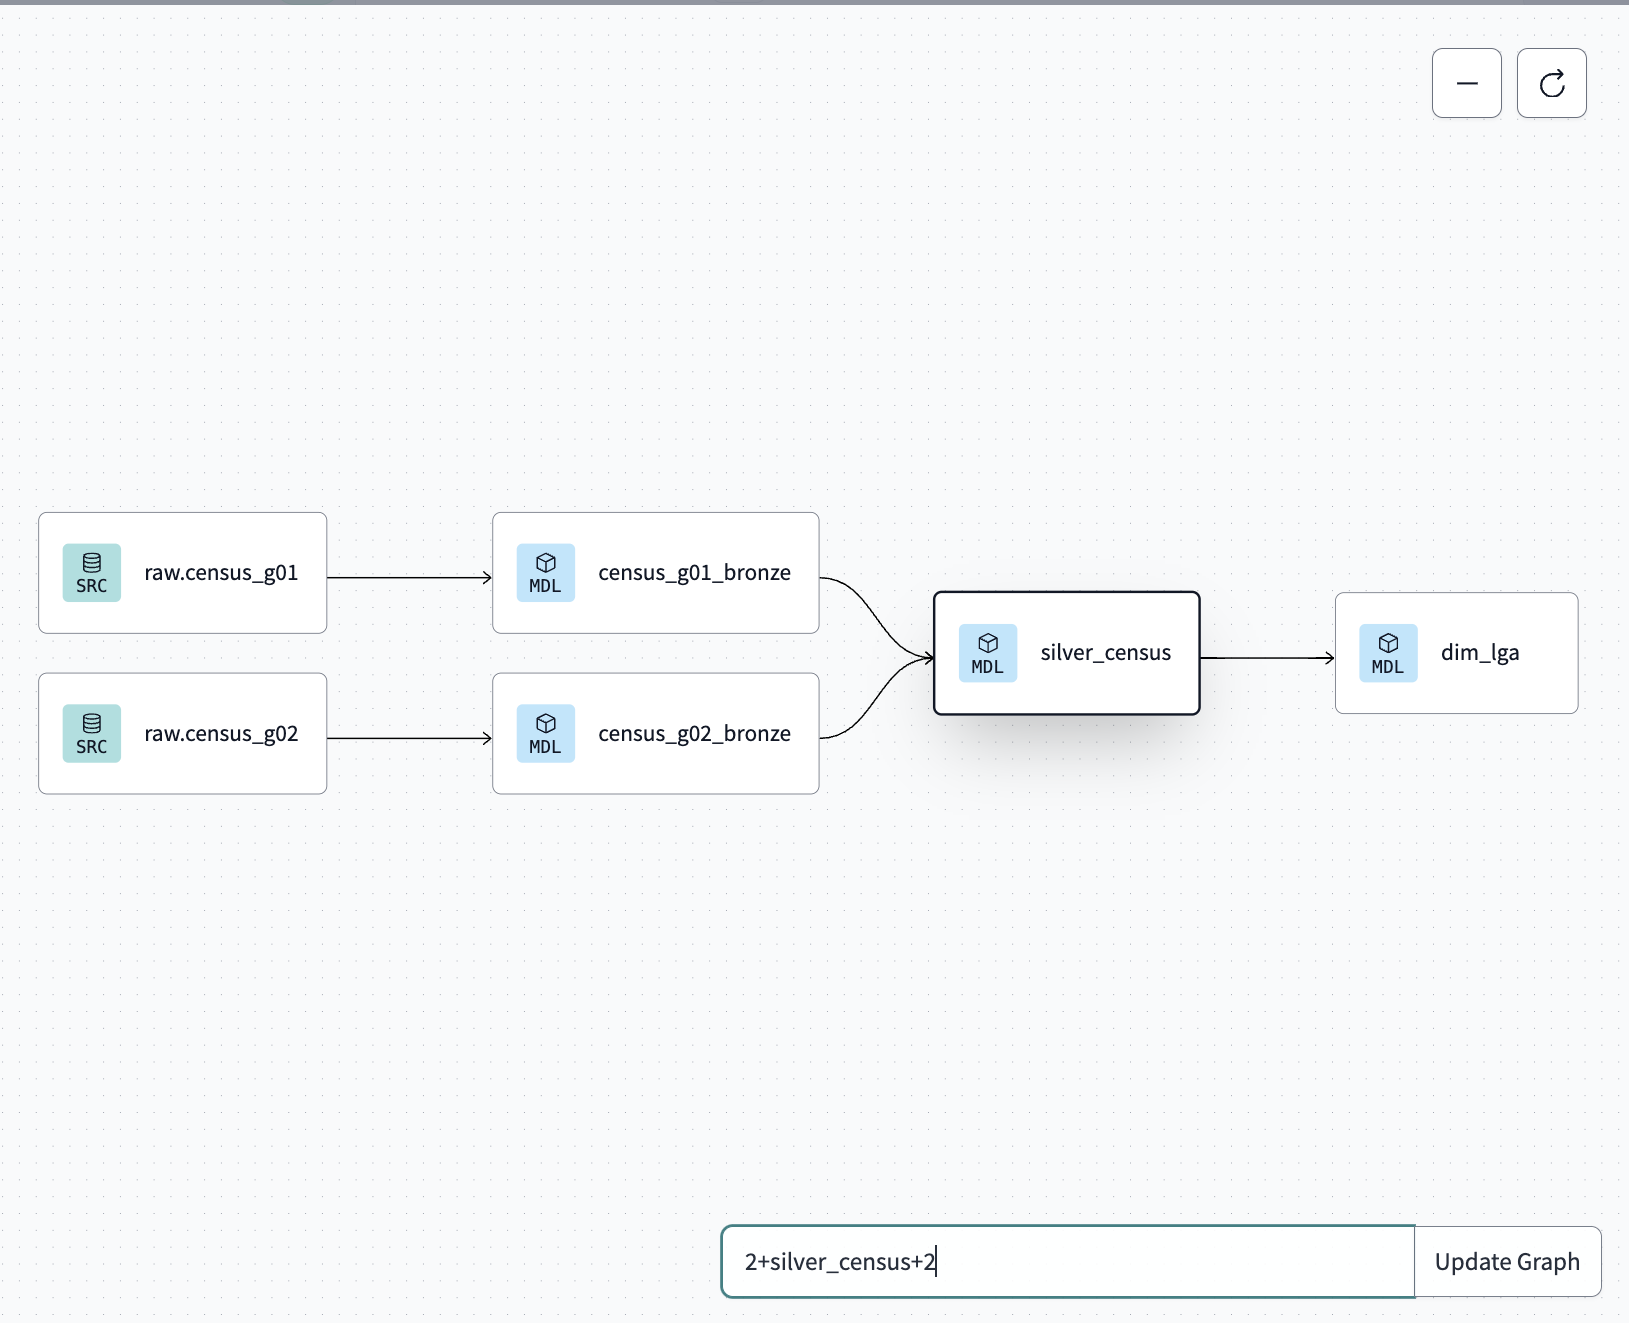 SRC
raw.census_g01
MDL
census_g01_bronze
SRC
raw.census_g02
MDL
census_g02_bronze
MDL
silver_census
MDL
dim_lga
2+silver_census+2
Update Graph